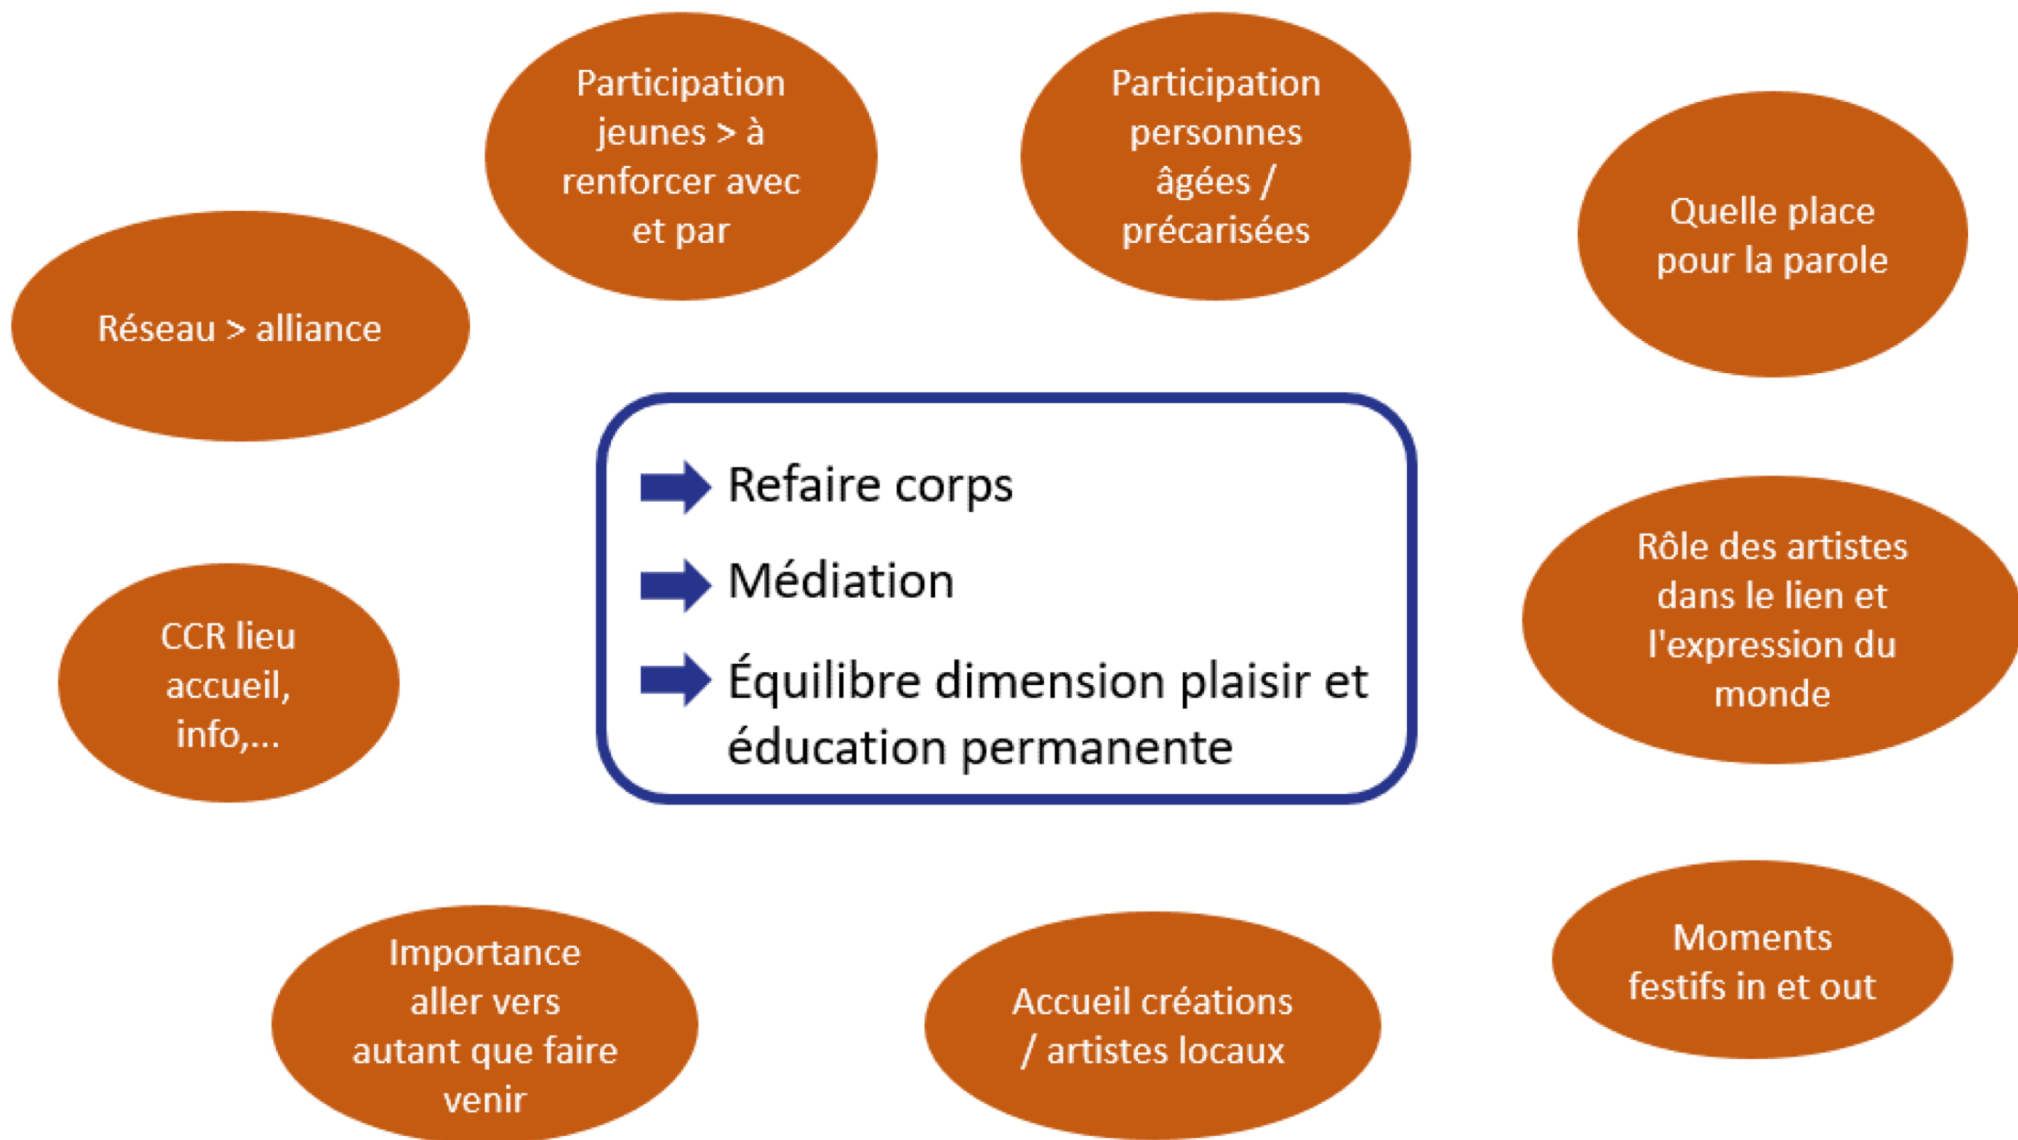 Participation
jeunes > à
renforcer avec
et par
Participation
personnes
âgées /
précarisées
Quelle place
pour la parole
Réseau > alliance
Refaire corps
Médiation
Équilibre dimension plaisir et
éducation permanente
Rôle des artistes
dans le lien et
l'expression du
monde
CCR lieu
accueil,
info,...
Importance
aller vers
autant que faire
venir
Accueil créations
/ artistes locaux
Moments
festifs in et out